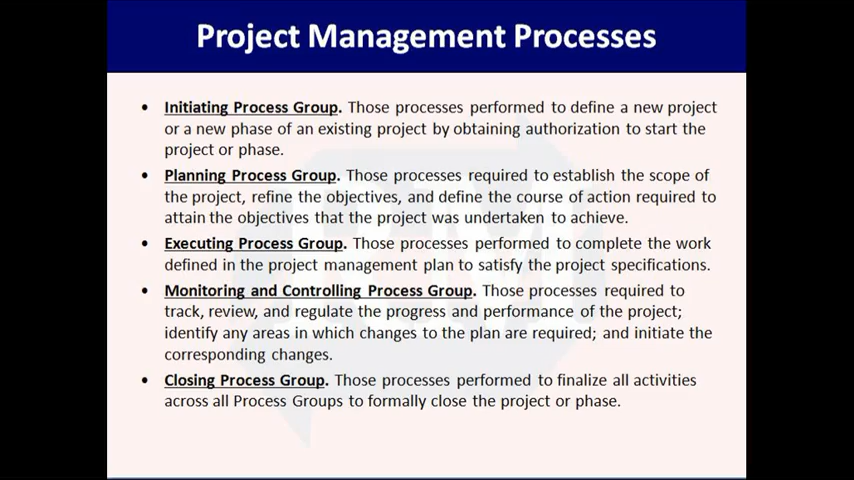 Project Management Processes
• Initiating Process Group. Those processes performed to define a new project
or a new phase of an existing project by obtaining authorization to start the
project or phase.
• Planning Process Group. Those processes required to establish the scope of
the project, refine the objectives, and define the course of action required to
attain the objectives that the project was undertaken to achieve.
• Executing Process Group. Those processes performed to complete the work
defined in the project management plan to satisfy the project specifications.
• Monitoring and Controlling Process Group. Those processes required to
track, review, and regulate the progress and performance of the project;
identify any areas in which changes to the plan are required; and initiate the
corresponding changes.
• Closing Process Group. Those processes performed to finalize all activities
across all Process Groups to formally close the project or phase.